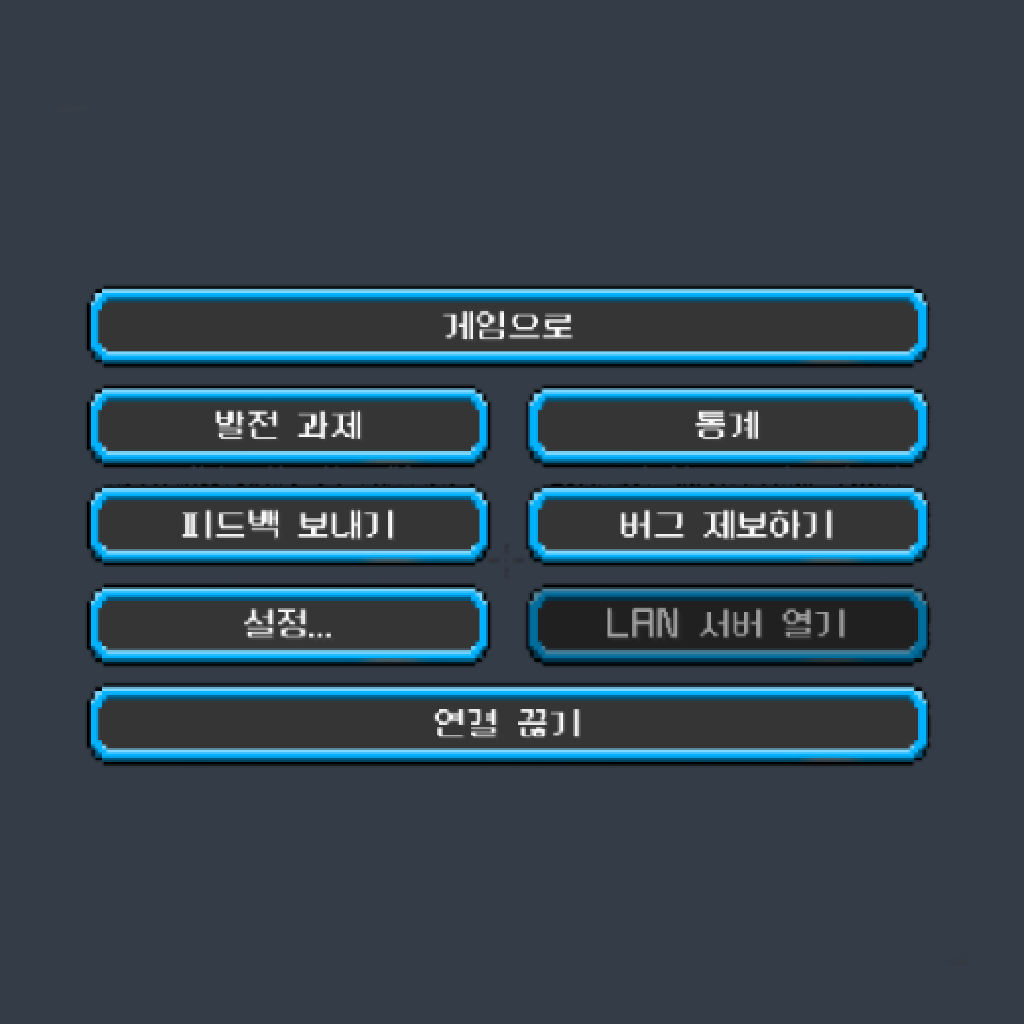 게임으로
발전 과제
통계
피드백 보내기
버그 제보하기
설정...
LAN 서버 열기
연결 끊기